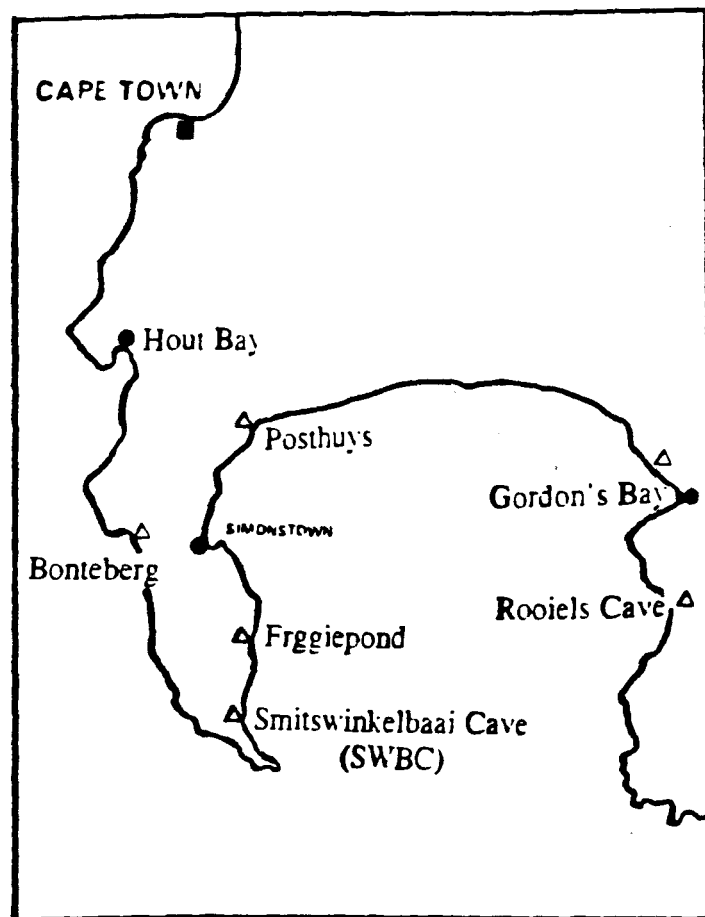 CAPE TOWN
Hout Bay
Posthuys
Gordon's Bay
SIMONSTOWN
Bonteberg
Rooiels Cave
Frggiepond
Smitswinkelbaai Cave
(SWBC)